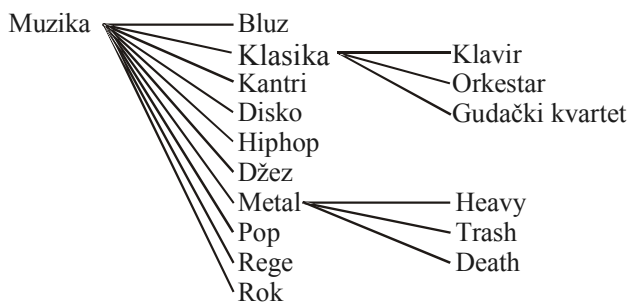 Muzika Bluz
Klasika Klavir
Kantri Orkestar
Disko Gudački kvartet
Hiphop
Džez
Metal Heavy
Pop Trash
Rege Death
Rok